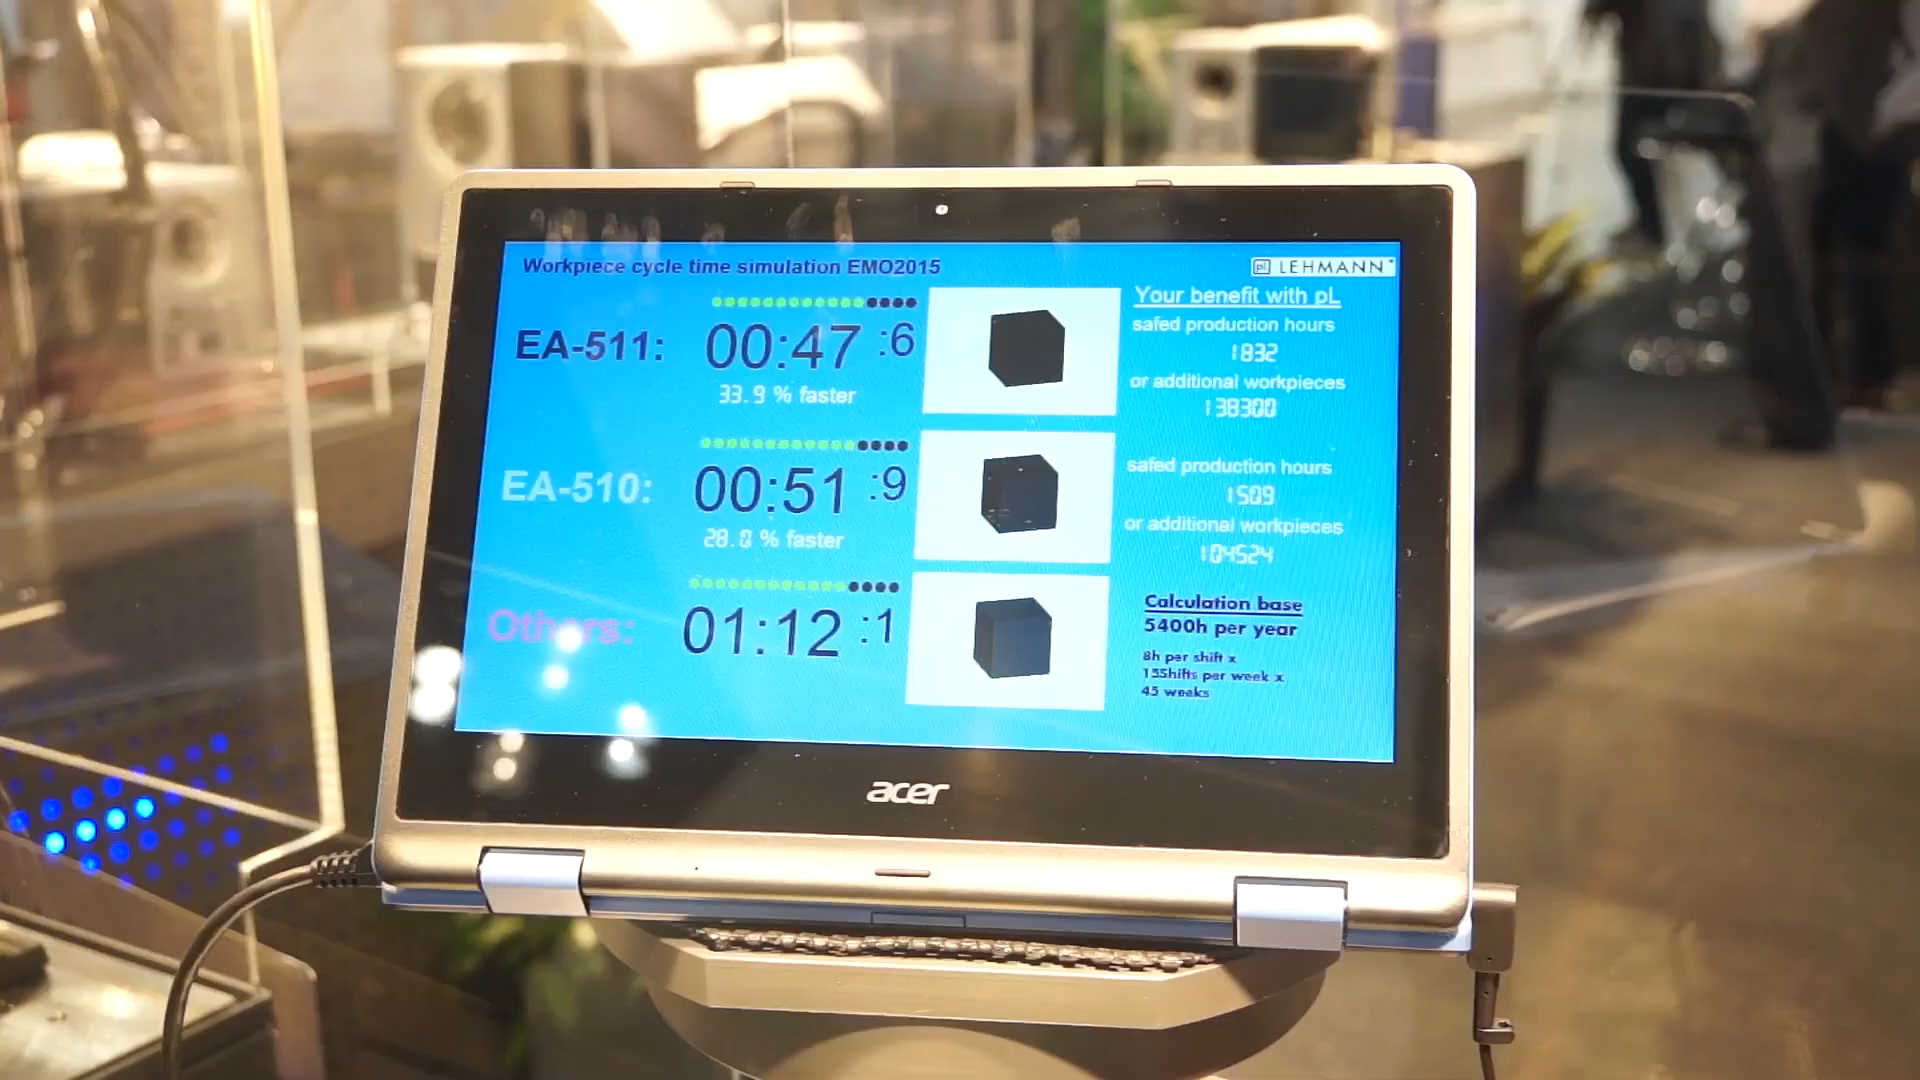 Workpiece cycle time simulation EMO2015
pL LEHMANN
EA-511:
00:47 :6
33.9 % faster
Your benefit with pL
safed production hours
1832
or additional workpieces
138300
EA-510:
00:51 :9
28.0 % faster
safed production hours
1509
or additional workpieces
104524
Others:
01:12 :1
Calculation base
5400h per year
8h per shift x
15Shifts per week x
45 weeks
acer